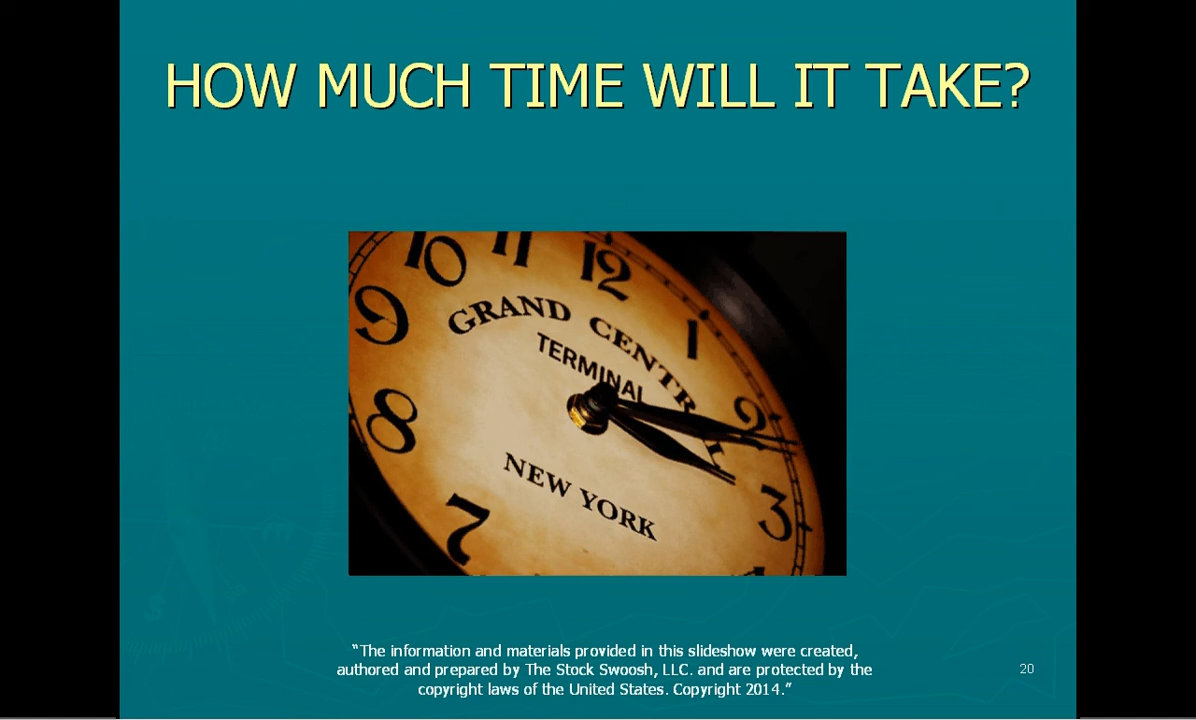 HOW MUCH TIME WILL IT TAKE?
10 11 12
9
1
GRAND CENTRAL
TERMINAL
2
8
NEW YORK
3
7
“The information and materials provided in this slideshow were created,
authored and prepared by The Stock Swoosh, LLC. and are protected by the
copyright laws of the United States. Copyright 2014.”
20